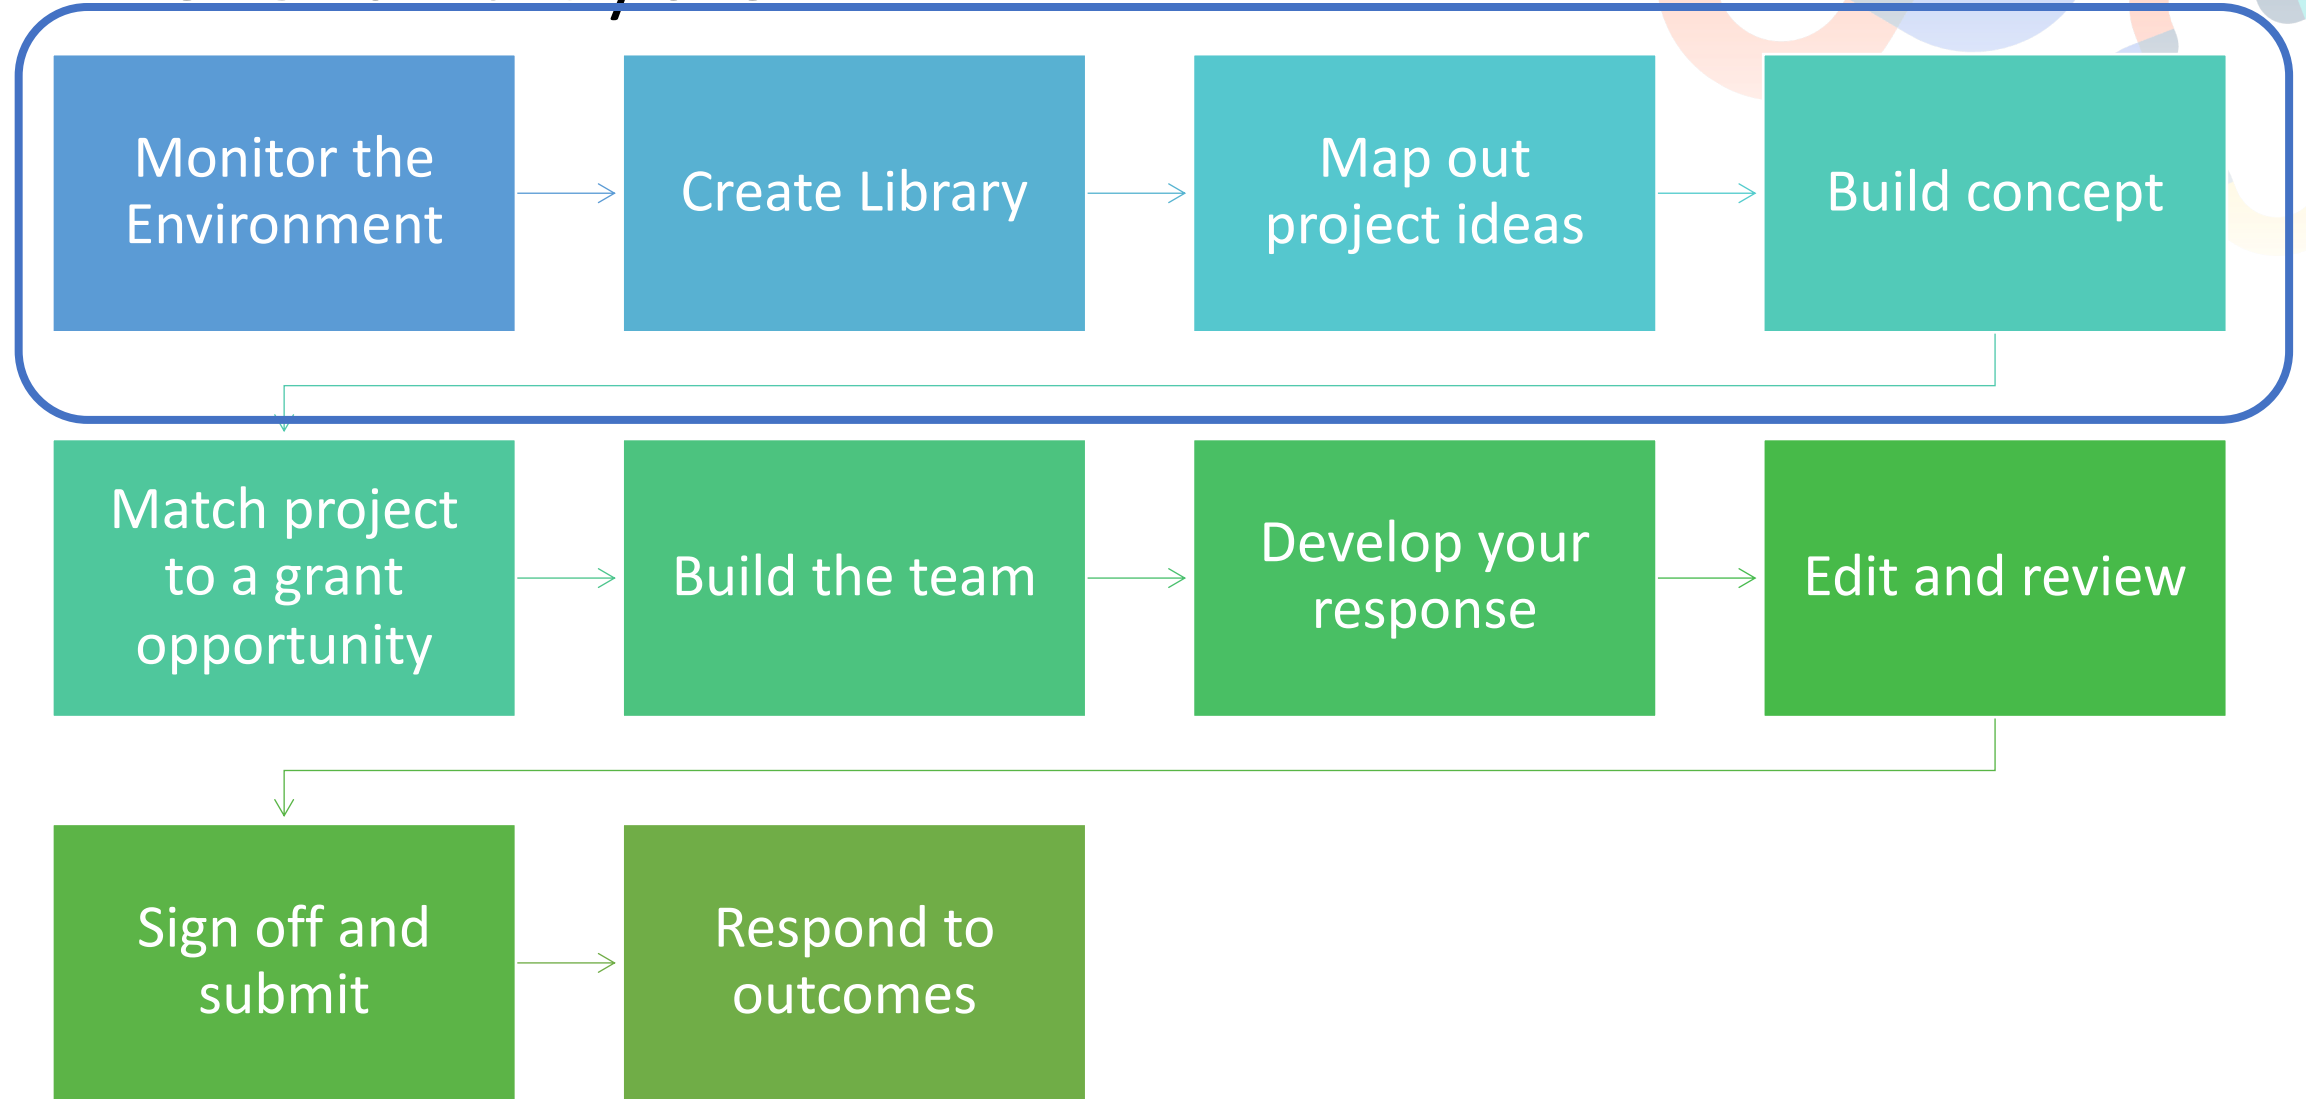 Monitor the
Environment
Create Library
Map out
project ideas
Build concept
Match project
to a grant
opportunity
Build the team
Develop your
response
Edit and review
Sign off and
submit
Respond to
outcomes